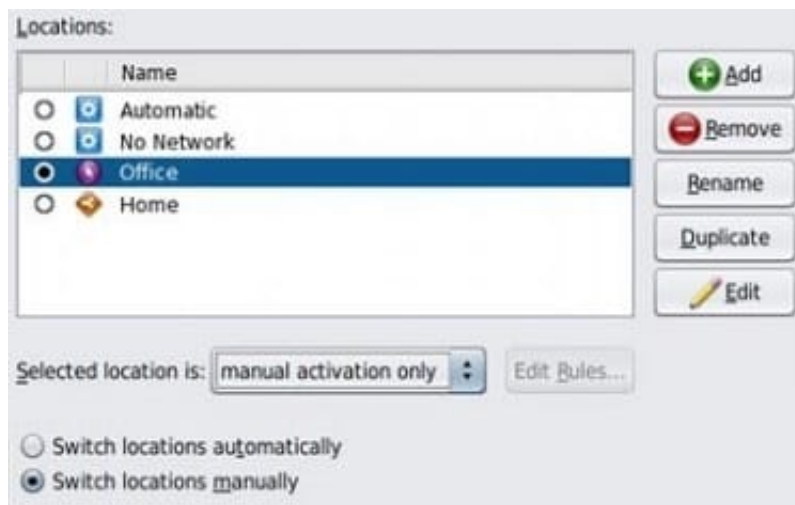 Locations:
Name
Automatic
No Network
Office
Home
Add
Remove
Rename
Duplicate
Edit
Selected location is: manual activation only Edit Rules...
Switch locations automatically
Switch locations manually